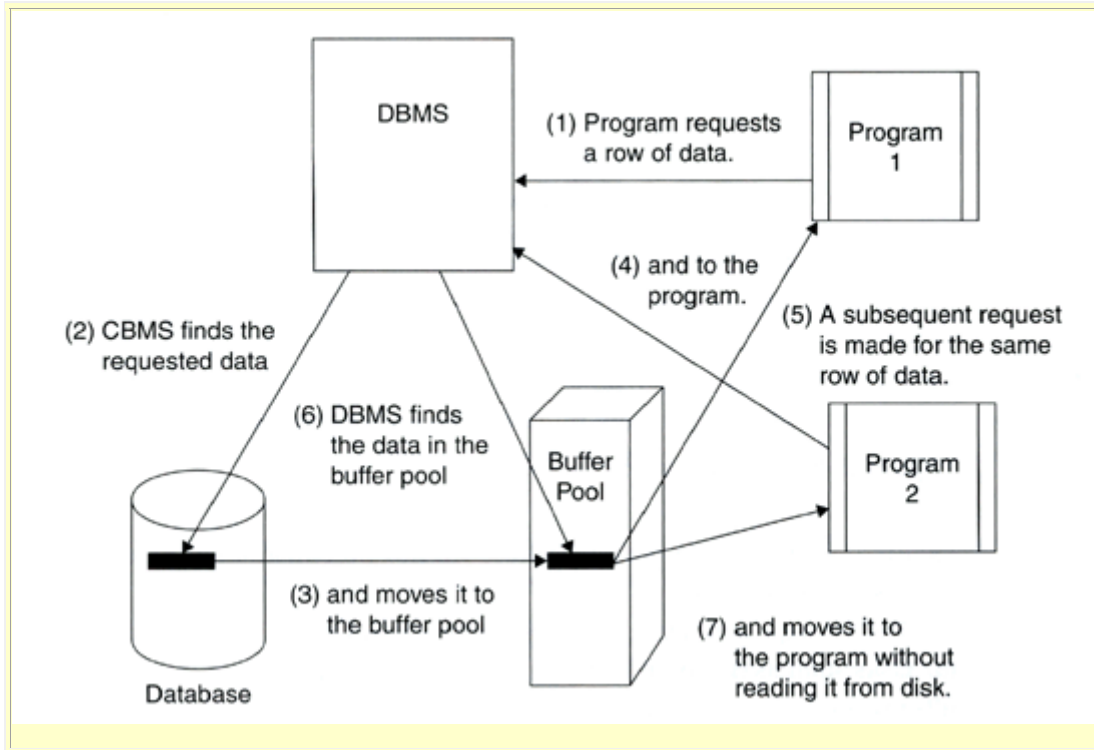 DBMS
(1) Program requests
a row of data.
Program
1
(2) CBMS finds the
requested data
(4) and to the
program.
(5) A subsequent request
is made for the same
row of data.
(6) DBMS finds
the data in the
buffer pool
Buffer
Pool
Program
2
(3) and moves it to
the buffer pool
(7) and moves it to
the program without
reading it from disk.
Database